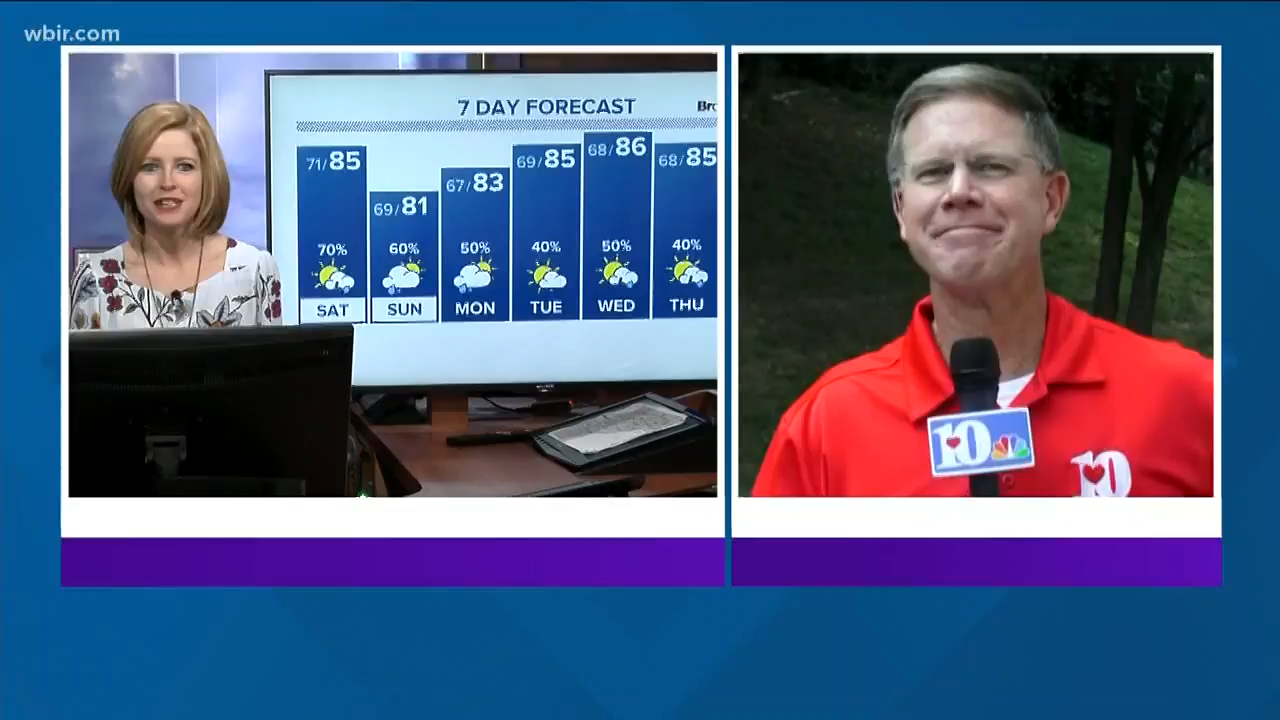 wbir.com
7 DAY FORECAST
71/85
69/81
67/83
69/85
68/86
68/85
70%
60%
50%
40%
50%
40%
SAT
SUN
MON
TUE
WED
THU
10
10